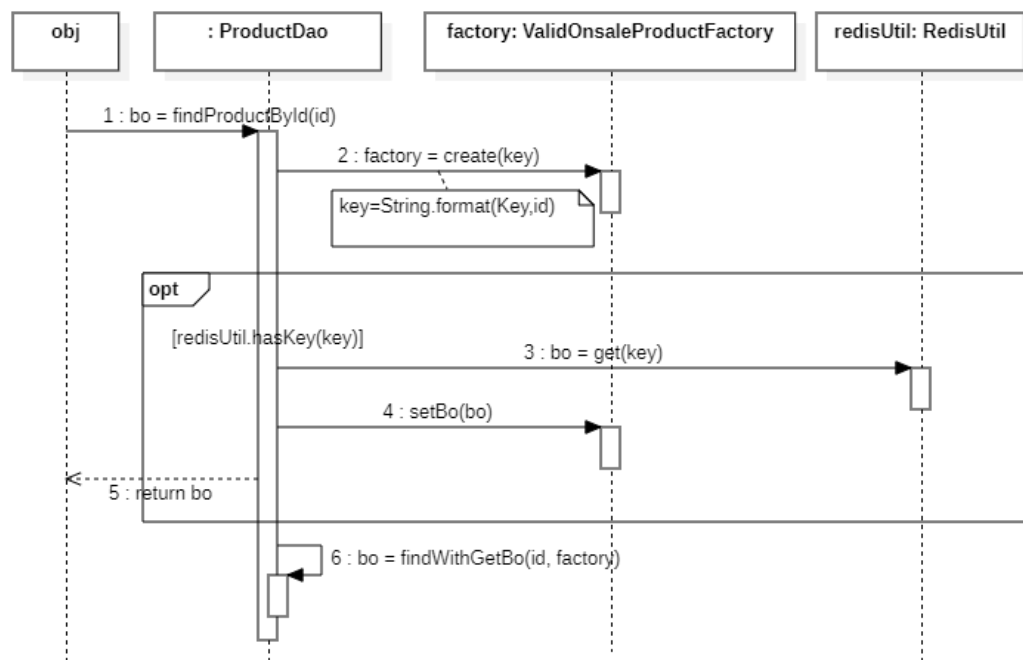 obj
: ProductDao
factory: ValidOnsaleProductFactory
redisUtil: RedisUtil
1 : bo = findProductById(id)
2 : factory = create(key)
key=String.format(Key,id)
opt
[redisUtil.hasKey(key)]
3 : bo = get(key)
4 : setBo(bo)
5 : return bo
6 : bo = findWithGetBo(id, factory)